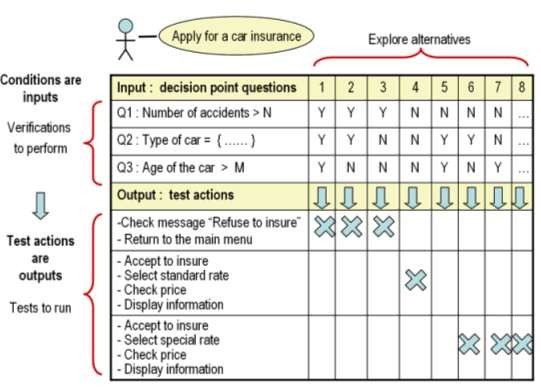 Apply for a car insurance
Explore alternatives
Conditions are
inputs
Verifications
to perform
Test actions
are
outputs
Tests to run
Input : decision point questions 1 2 3 4 5 6 7 8
Q1 : Number of accidents > N Y Y Y N N N N ...
Q2 : Type of car = { ...... } Y Y N N Y Y N ...
Q3 : Age of the car > M Y N N N Y N Y ...
Output : test actions
-Check message “Refuse to insure”
- Return to the main menu
- Accept to insure
- Select standard rate
- Check price
- Display information
- Accept to insure
- Select special rate
- Check price
- Display information